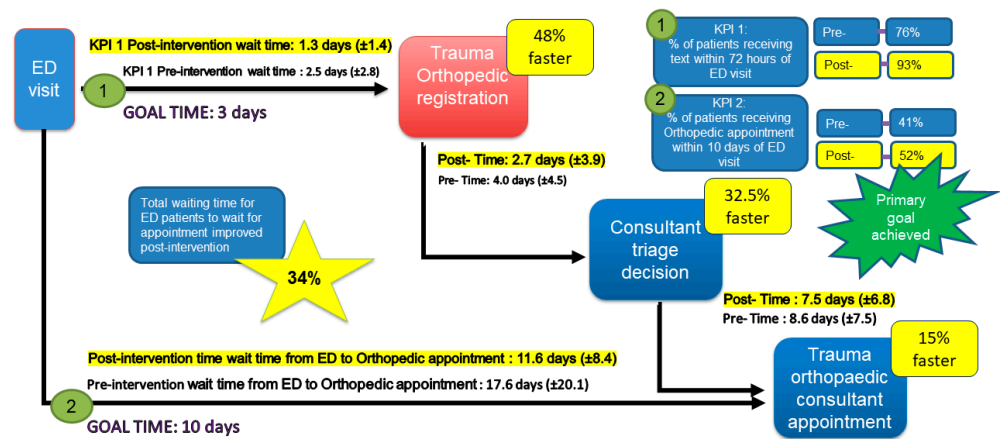 ED
visit
KPI 1 Post-intervention wait time: 1.3 days (±1.4)
KPI 1 Pre-intervention wait time : 2.5 days (±2.8)
1
GOAL TIME: 3 days
Trauma
Orthopedic
registration
48%
faster
1
KPI 1:
% of patients receiving
text within 72 hours of
ED visit
Pre-
76%
Post-
93%
2
KPI 2:
% of patients receiving
Orthopedic appointment
within 10 days of ED
visit
Pre-
41%
Post-
52%
Primary
goal
achieved
Post- Time: 2.7 days (±3.9)
Pre- Time: 4.0 days (±4.5)
Total waiting time for
ED patients to wait for
appointment improved
post-intervention
34%
Consultant
triage
decision
32.5%
faster
Post- Time : 7.5 days (±6.8)
Pre- Time : 8.6 days (±7.5)
Post-intervention time wait time from ED to Orthopedic appointment : 11.6 days (±8.4)
Pre-intervention wait time from ED to Orthopedic appointment : 17.6 days (±20.1)
2
GOAL TIME: 10 days
Trauma
orthopaedic
consultant
appointment
15%
faster